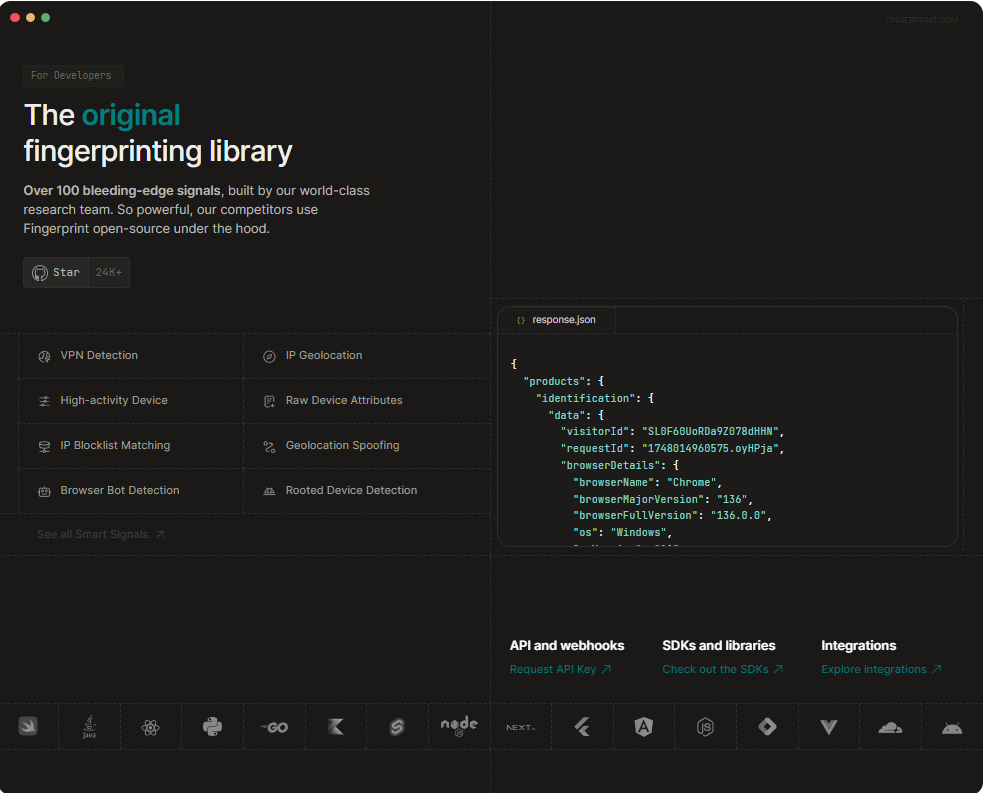 FINGERPRINT.COM
For Developers
The original
fingerprinting library
Over 100 bleeding-edge signals, built by our world-class
research team. So powerful, our competitors use
Fingerprint open-source under the hood.
Star 24K+
VPN Detection
IP Geolocation
High-activity Device
Raw Device Attributes
IP Blocklist Matching
Geolocation Spoofing
Browser Bot Detection
Rooted Device Detection
See all Smart Signals
{} response.json
{
"products": {
"identification": {
"data": {
"visitorId": "SL0F60UoRDa9Z078dHHN",
"requestId": "1748014960575.oyHPja",
"browserDetails": {
"browserName": "Chrome",
"browserMajorVersion": "136",
"browserFullVersion": "136.0.0",
"os": "Windows",
API and webhooks
Request API Key
SDKs and libraries
Check out the SDKs
Integrations
Explore integrations
java
GO
node
JS
NEXT
JS